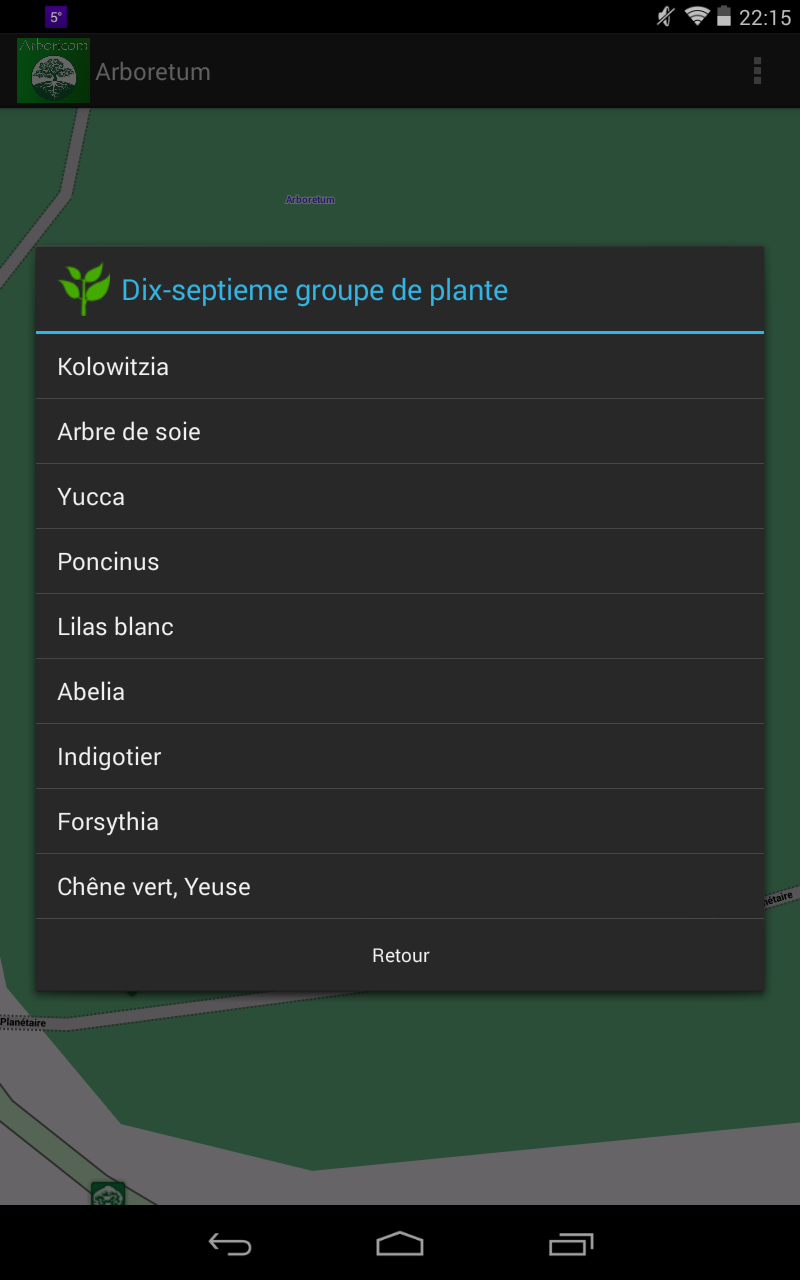 5°
22:15
Arbor.com
Arboretum
Arboretum
Dix-septieme groupe de plante
Kolowitzia
Arbre de soie
Yucca
Poncinus
Lilas blanc
Abelia
Indigotier
Forsythia
Chêne vert, Yeuse
nétaire
Retour
Planétaire